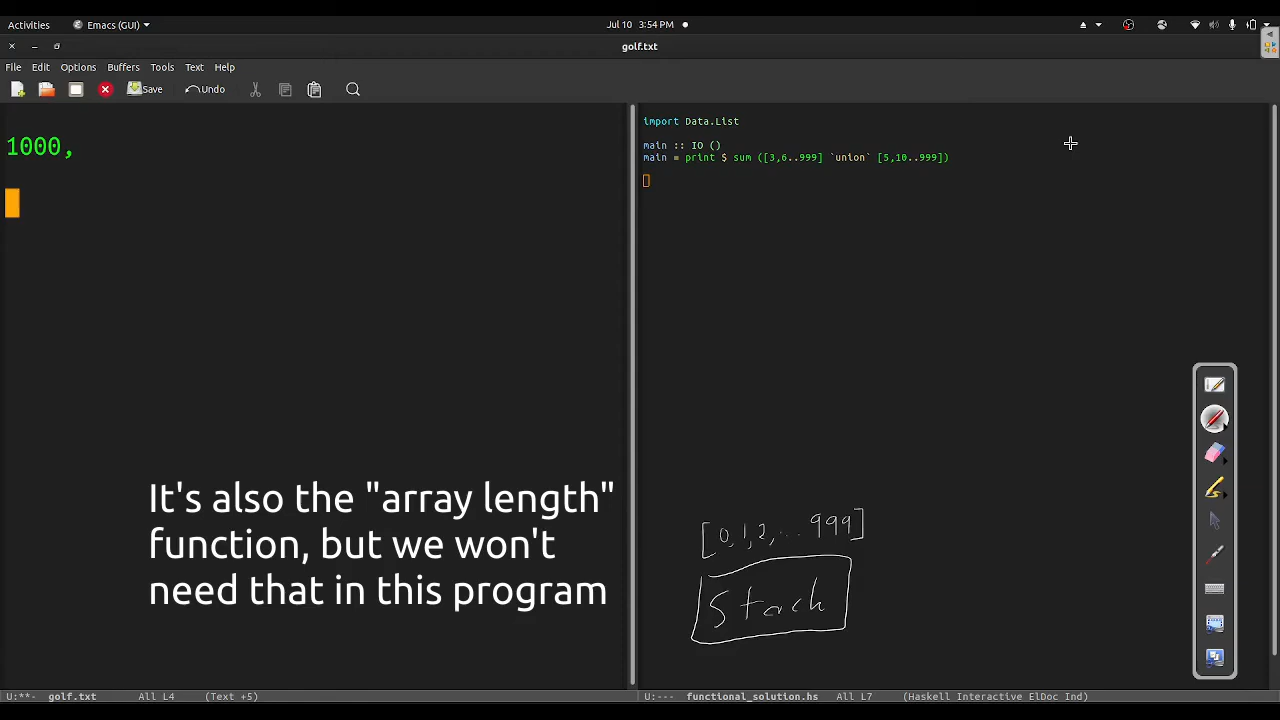 Activities
Emacs (GUI)
Jul 10 3:54 PM
golf.txt
File Edit Options Buffers Tools Text Help
Save Undo
1000,
import Data.List
main :: IO ()
main = print $ sum ([3,6..999] `union` [5,10..999])
It's also the "array length"
function, but we won't
need that in this program
[0,1,2,...999]
Stack
U:**- golf.txt All L4 (Text +5)
U:--- functional_solution.hs All L7 (Haskell Interactive ElDoc Ind)